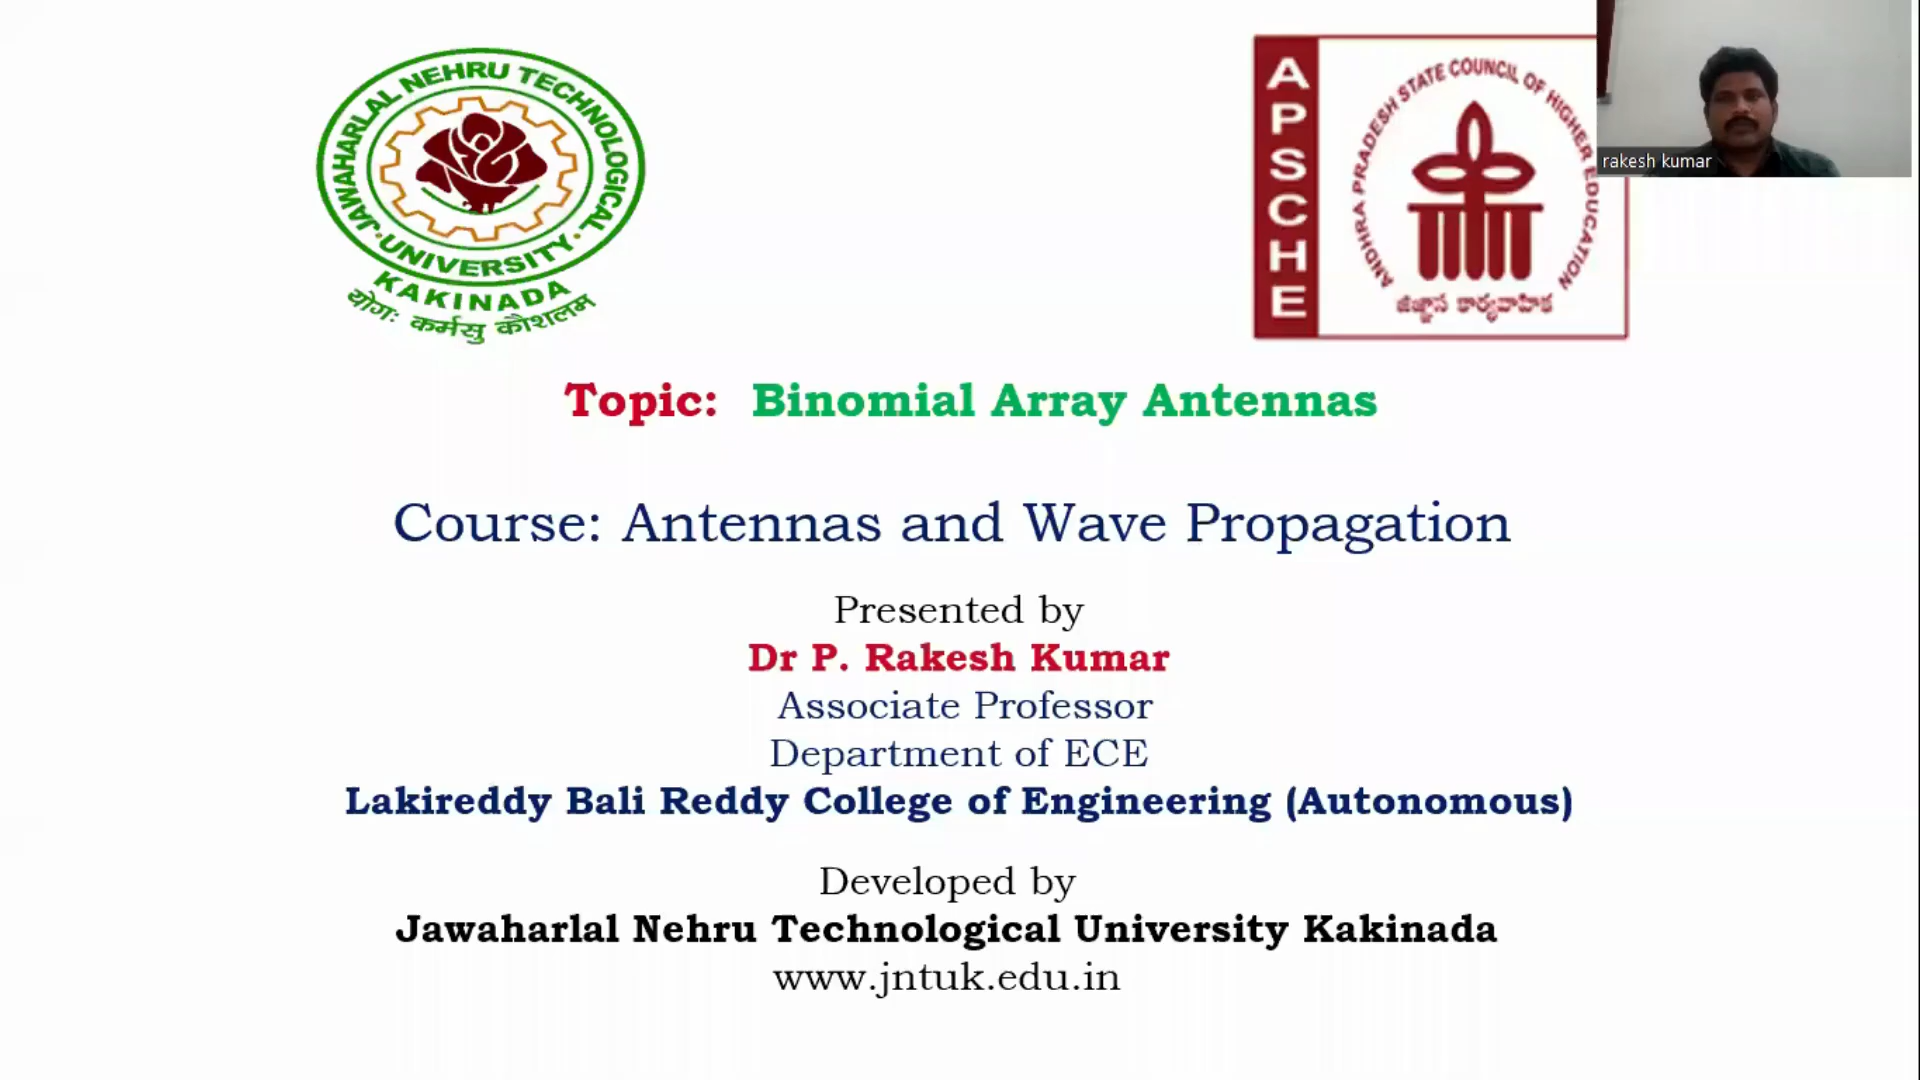 JAWAHARLAL NEHRU TECHNOLOGICAL
UNIVERSITY
KAKINADA
योगः कर्मसु कौशलम
APSCHE
ANDHRA PRADESH STATE COUNCIL OF HIGHER EDUCATION
జిజ్ఞాస కార్యవాహిక
rakesh kumar
Topic: Binomial Array Antennas
Course: Antennas and Wave Propagation
Presented by
Dr P. Rakesh Kumar
Associate Professor
Department of ECE
Lakireddy Bali Reddy College of Engineering (Autonomous)
Developed by
Jawaharlal Nehru Technological University Kakinada
www.jntuk.edu.in